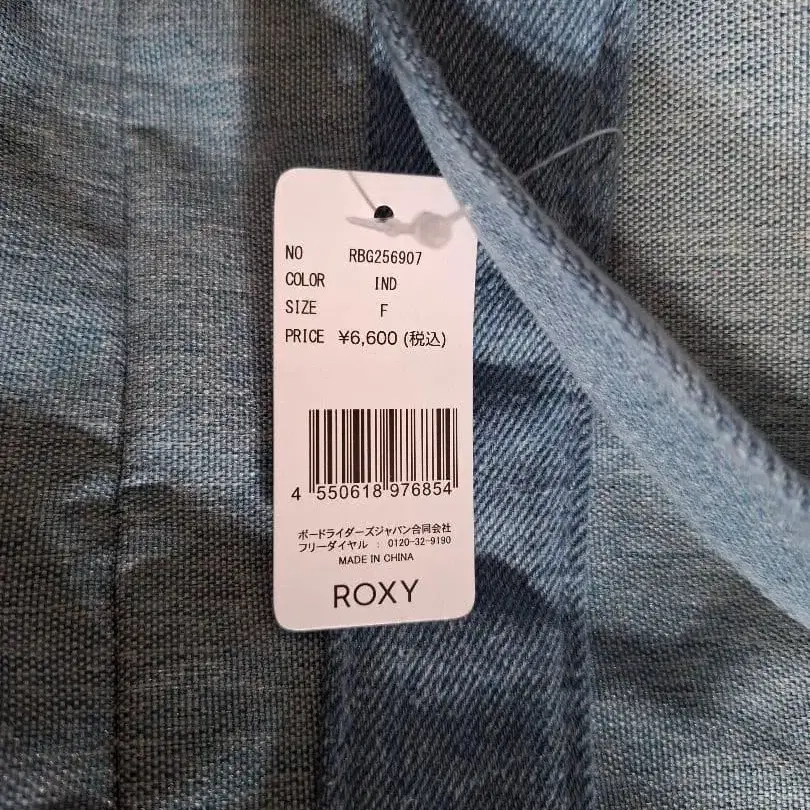 NO RBG256907
COLOR IND
SIZE F
PRICE ¥6,600 (税込)
4 550618 976854
ボードライダーズジャパン合同会社
フリーダイヤル : 0120-32-9190
MADE IN CHINA
ROXY